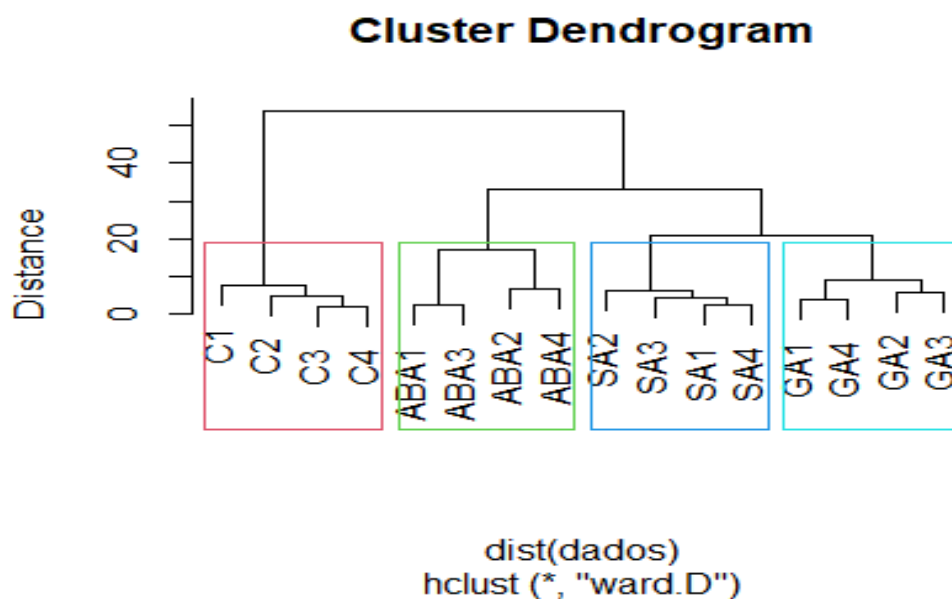 Cluster Dendrogram
Distance
0
20
40
C1
C2
C3
C4
ABA1
ABA3
ABA2
ABA4
SA2
SA3
SA1
SA4
GA1
GA4
GA2
GA3
dist(dados)
hclust (*, "ward.D")